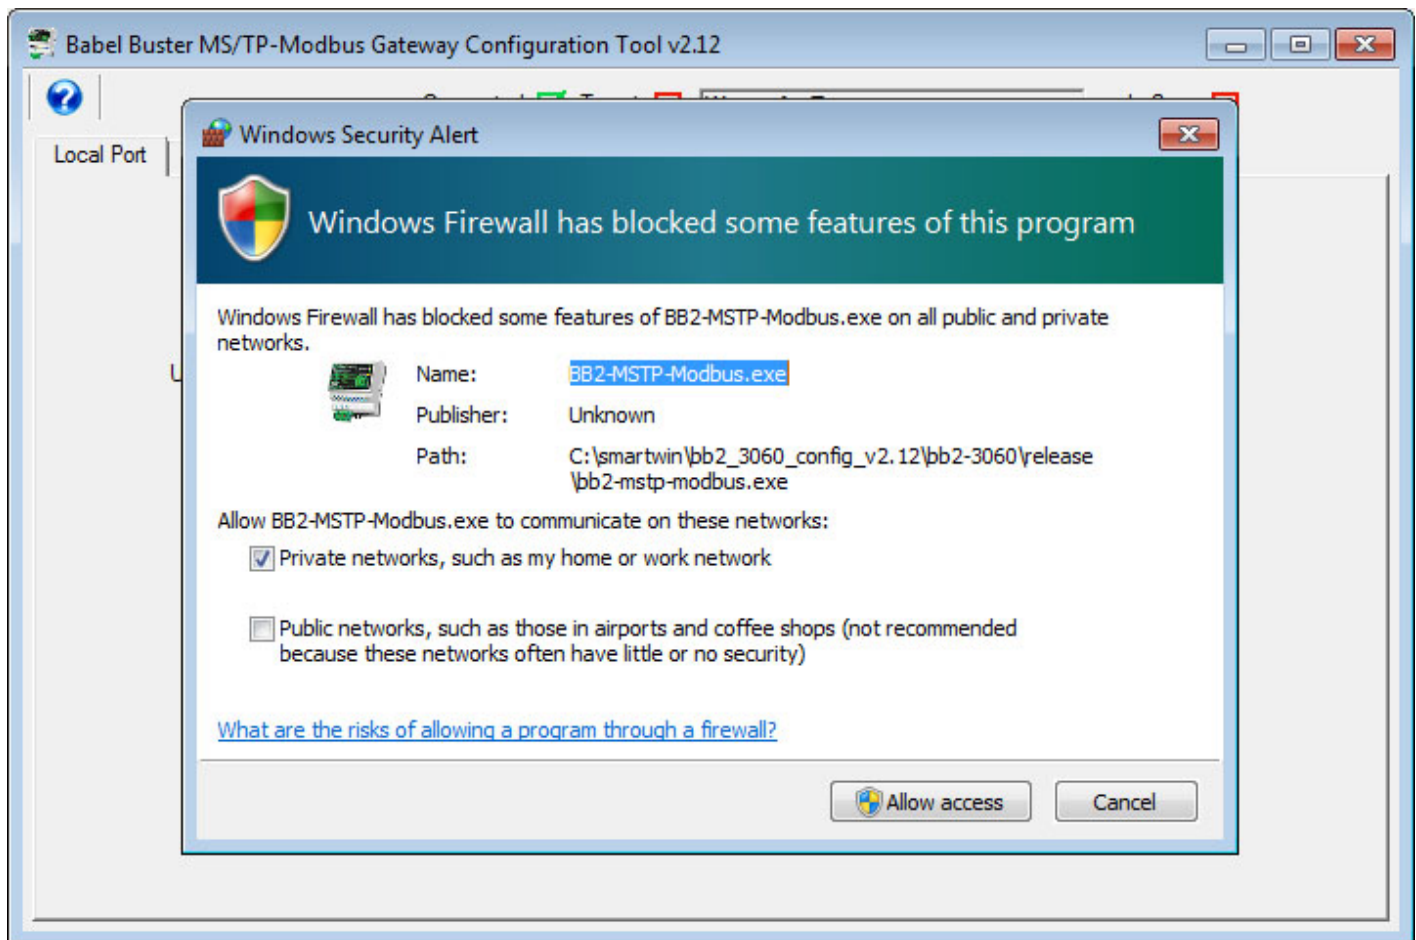 Babel Buster MS/TP-Modbus Gateway Configuration Tool v2.12
Local Port
Windows Security Alert
Windows Firewall has blocked some features of this program
Windows Firewall has blocked some features of BB2-MSTP-Modbus.exe on all public and private
networks.
U
Name: BB2-MSTP-Modbus.exe
Publisher: Unknown
Path: C:\smartwin\bb2_3060_config_v2.12\bb2-3060\release
\bb2-mstp-modbus.exe
Allow BB2-MSTP-Modbus.exe to communicate on these networks:
Private networks, such as my home or work network
Public networks, such as those in airports and coffee shops (not recommended
because these networks often have little or no security)
What are the risks of allowing a program through a firewall?
Allow access Cancel